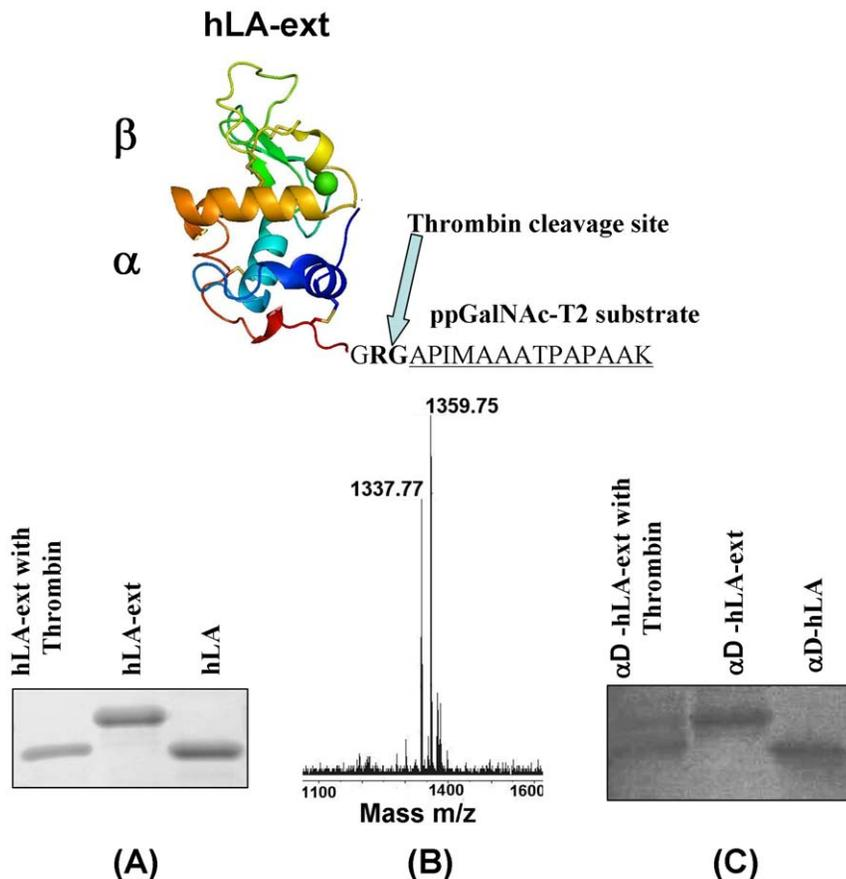 hLA-ext
β
α
Thrombin cleavage site
ppGalNAc-T2 substrate
GRGAPIMAAATPAPAAK
hLA-ext with
Thrombin
hLA-ext
hLA
1359.75
1337.77
1100
1400
1600
Mass m/z
αD -hLA-ext with
Thrombin
αD -hLA-ext
αD-hLA
(A)
(B)
(C)